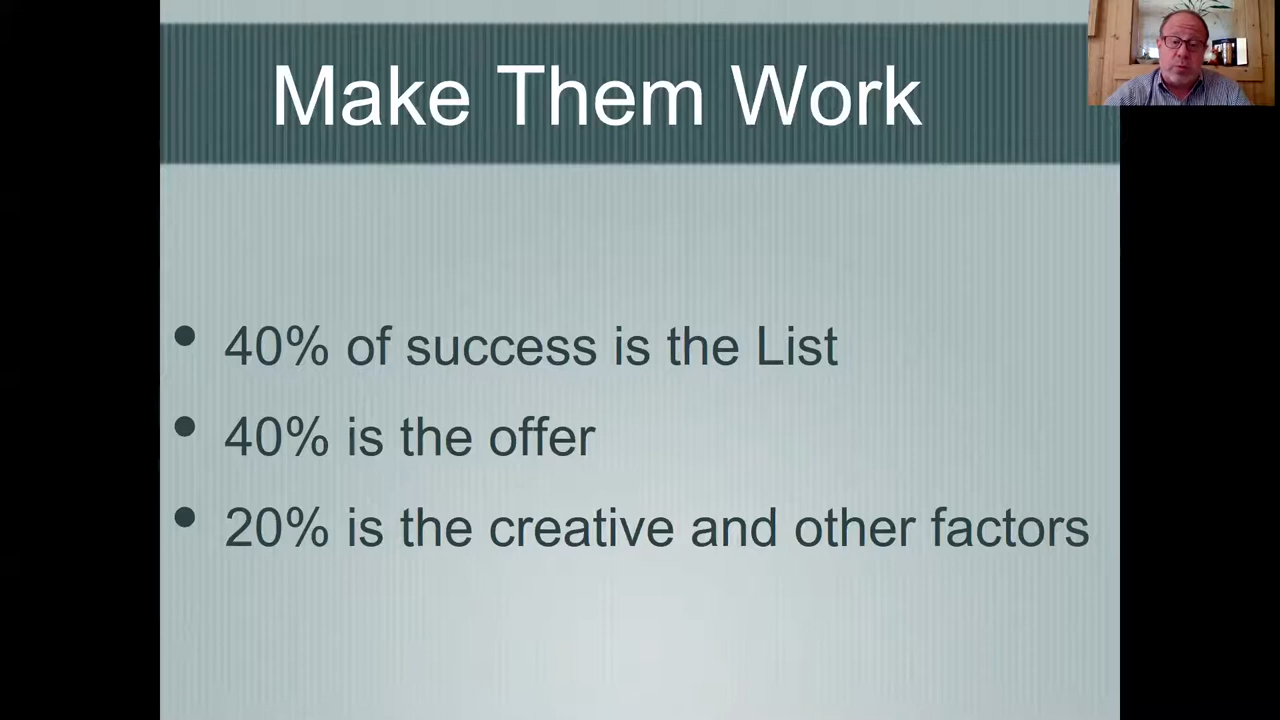 Make Them Work
• 40% of success is the List
• 40% is the offer
• 20% is the creative and other factors